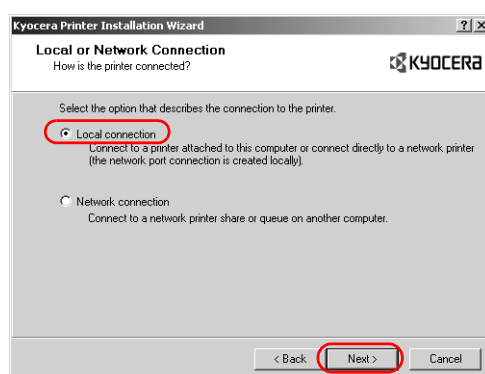 Kyocera Printer Installation Wizard
Local or Network Connection
How is the printer connected?
KYOCERA
Select the option that describes the connection to the printer.
Local connection
Connect to a printer attached to this computer or connect directly to a network printer
(the network port connection is created locally).
Network connection
Connect to a network printer share or queue on another computer.
< Back Next > Cancel